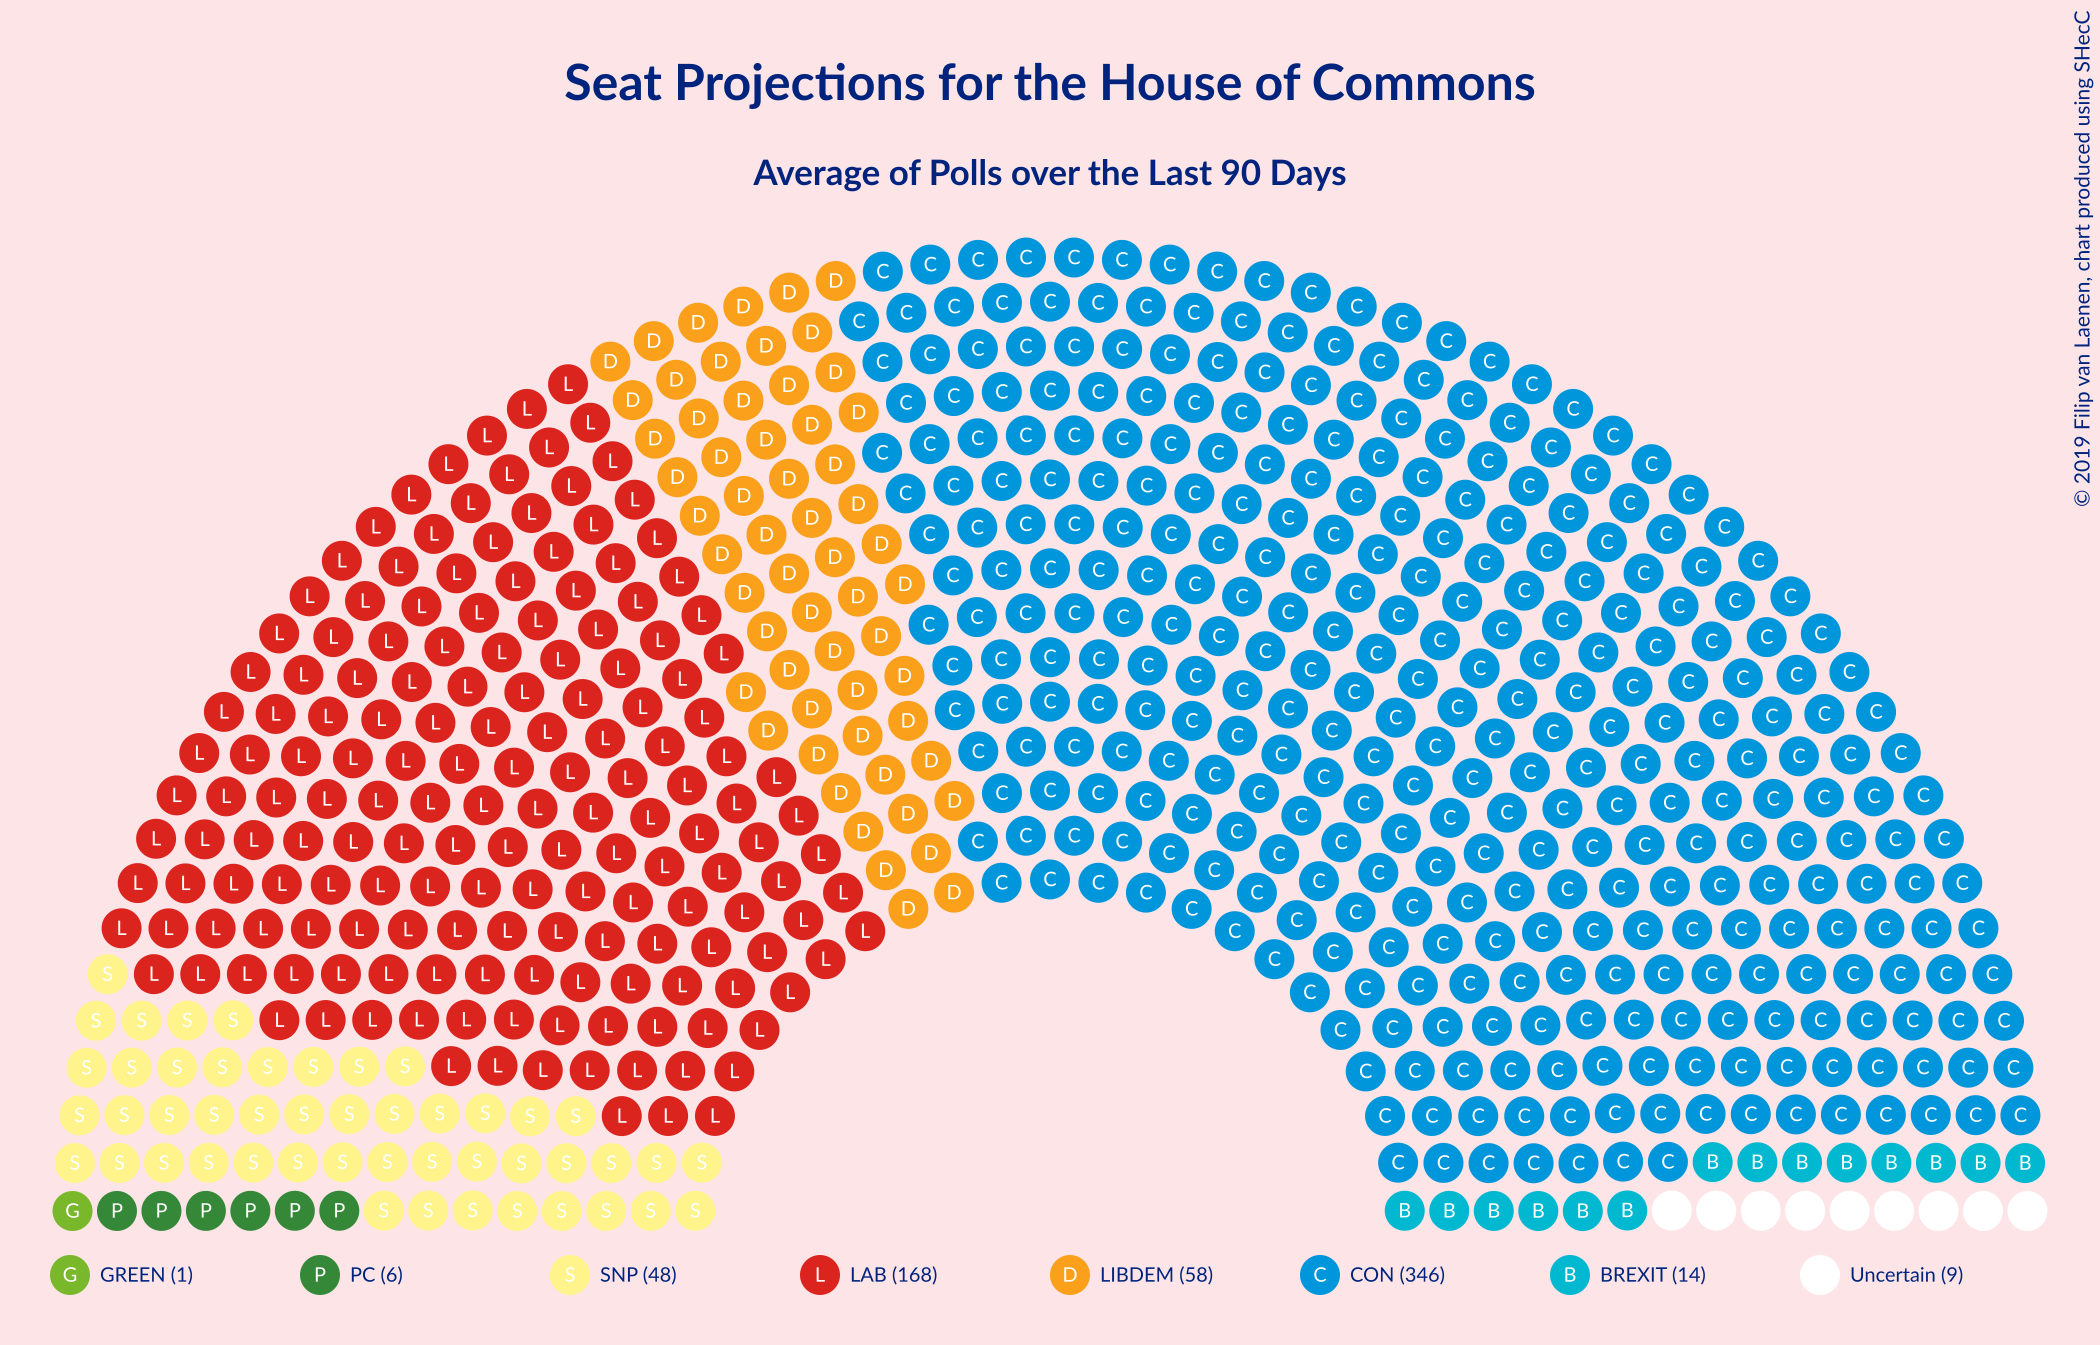 Seat Projections for the House of Commons
Average of Polls over the Last 90 Days
© 2019 Filip van Laenen, chart produced using SHecC
G GREEN (1)
P PC (6)
S SNP (48)
L LAB (168)
D LIBDEM (58)
C CON (346)
B BREXIT (14)
Uncertain (9)